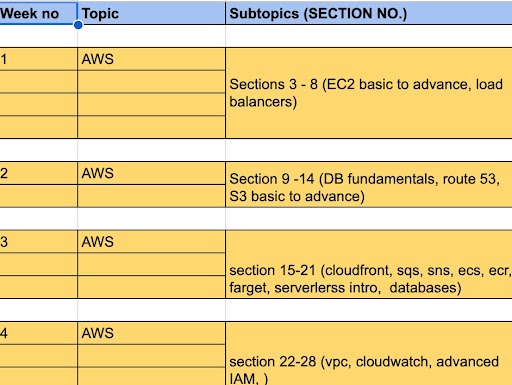 Week no Topic Subtopics (SECTION NO.)
1 AWS
Sections 3 - 8 (EC2 basic to advance, load
balancers)
2 AWS
Section 9 -14 (DB fundamentals, route 53,
S3 basic to advance)
3 AWS
section 15-21 (cloudfront, sqs, sns, ecs, ecr,
farget, serverlerss intro, databases)
4 AWS
section 22-28 (vpc, cloudwatch, advanced
IAM, )